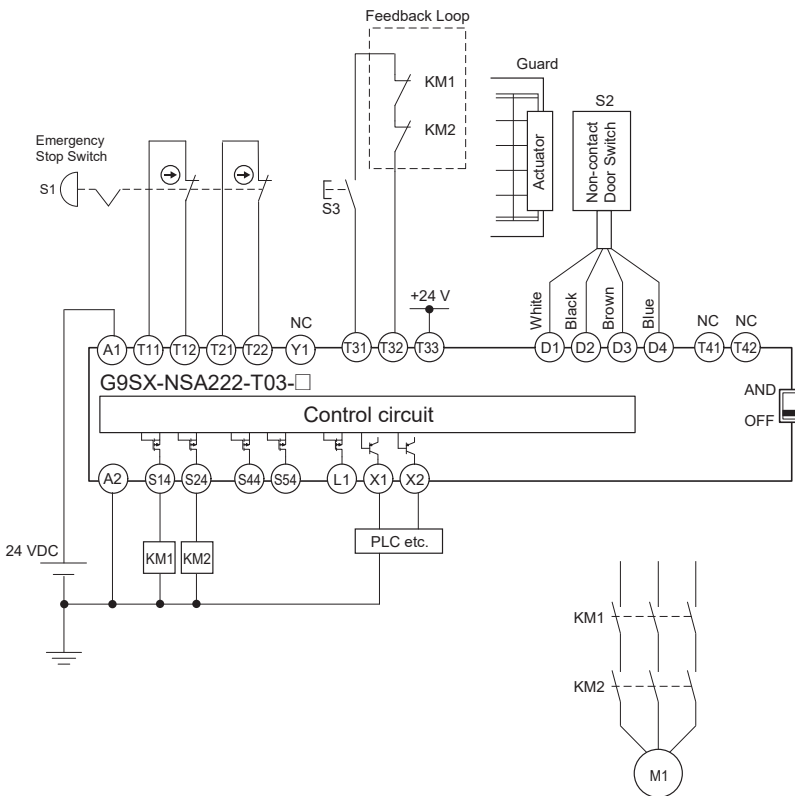 Feedback Loop
KM1
KM2
Guard
Actuator
S2
Non-contact
Door Switch
Emergency
Stop Switch
S1
S3
+24 V
White
Black
Brown
Blue
NC
NC
NC
A1
T11
T12
T21
T22
Y1
T31
T32
T33
D1
D2
D3
D4
T41
T42
G9SX-NSA222-T03-□
AND
OFF
Control circuit
A2
S14
S24
S44
S54
L1
X1
X2
24 VDC
KM1
KM2
PLC etc.
KM1
KM2
M1